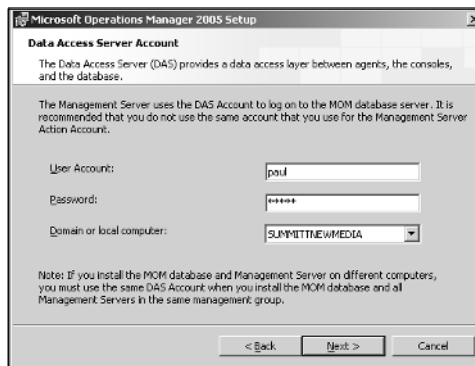 Microsoft Operations Manager 2005 Setup
Data Access Server Account
The Data Access Server (DAS) provides a data access layer between agents, the consoles,
and the database.
The Management Server uses the DAS Account to log on to the MOM database server. It is
recommended that you do not use the same account that you use for the Management Server
Action Account.
User Account:
paul
Password:
*****
Domain or local computer:
SUMMITTNEWMEDIA
Note: If you install the MOM database and Management Server on different computers,
you must use the same DAS Account when you install the MOM database and all
Management Servers in the same management group.
< Back
Next >
Cancel